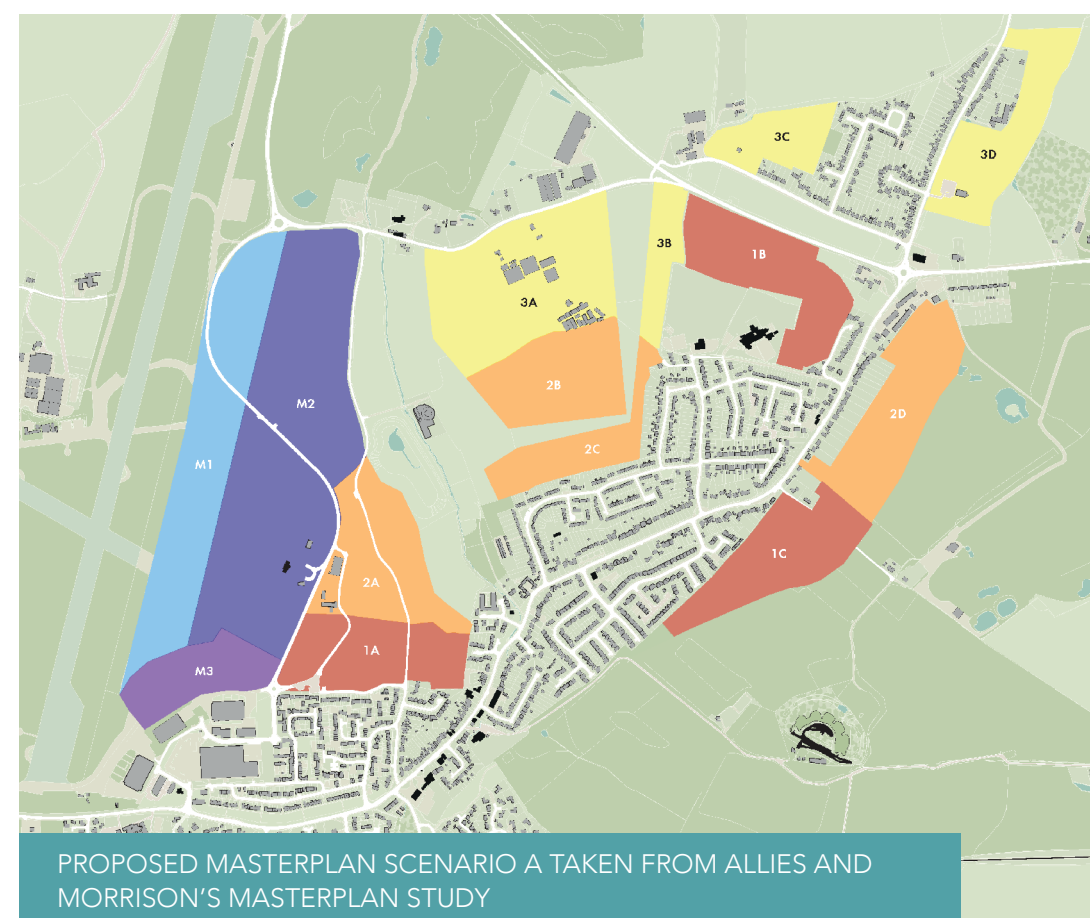 3C
3D
3B
1B
3A
M2
2B
2D
2C
M1
1C
2A
1A
M3
PROPOSED MASTERPLAN SCENARIO A TAKEN FROM ALLIES AND
MORRISON'S MASTERPLAN STUDY